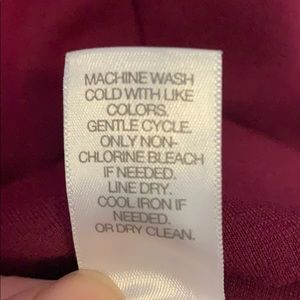 MACHINE WASH
COLD WITH LIKE
COLORS.
GENTLE CYCLE.
ONLY NON-
CHLORINE BLEACH
IF NEEDED.
LINE DRY.
COOL IRON IF
NEEDED.
OR DRY CLEAN.